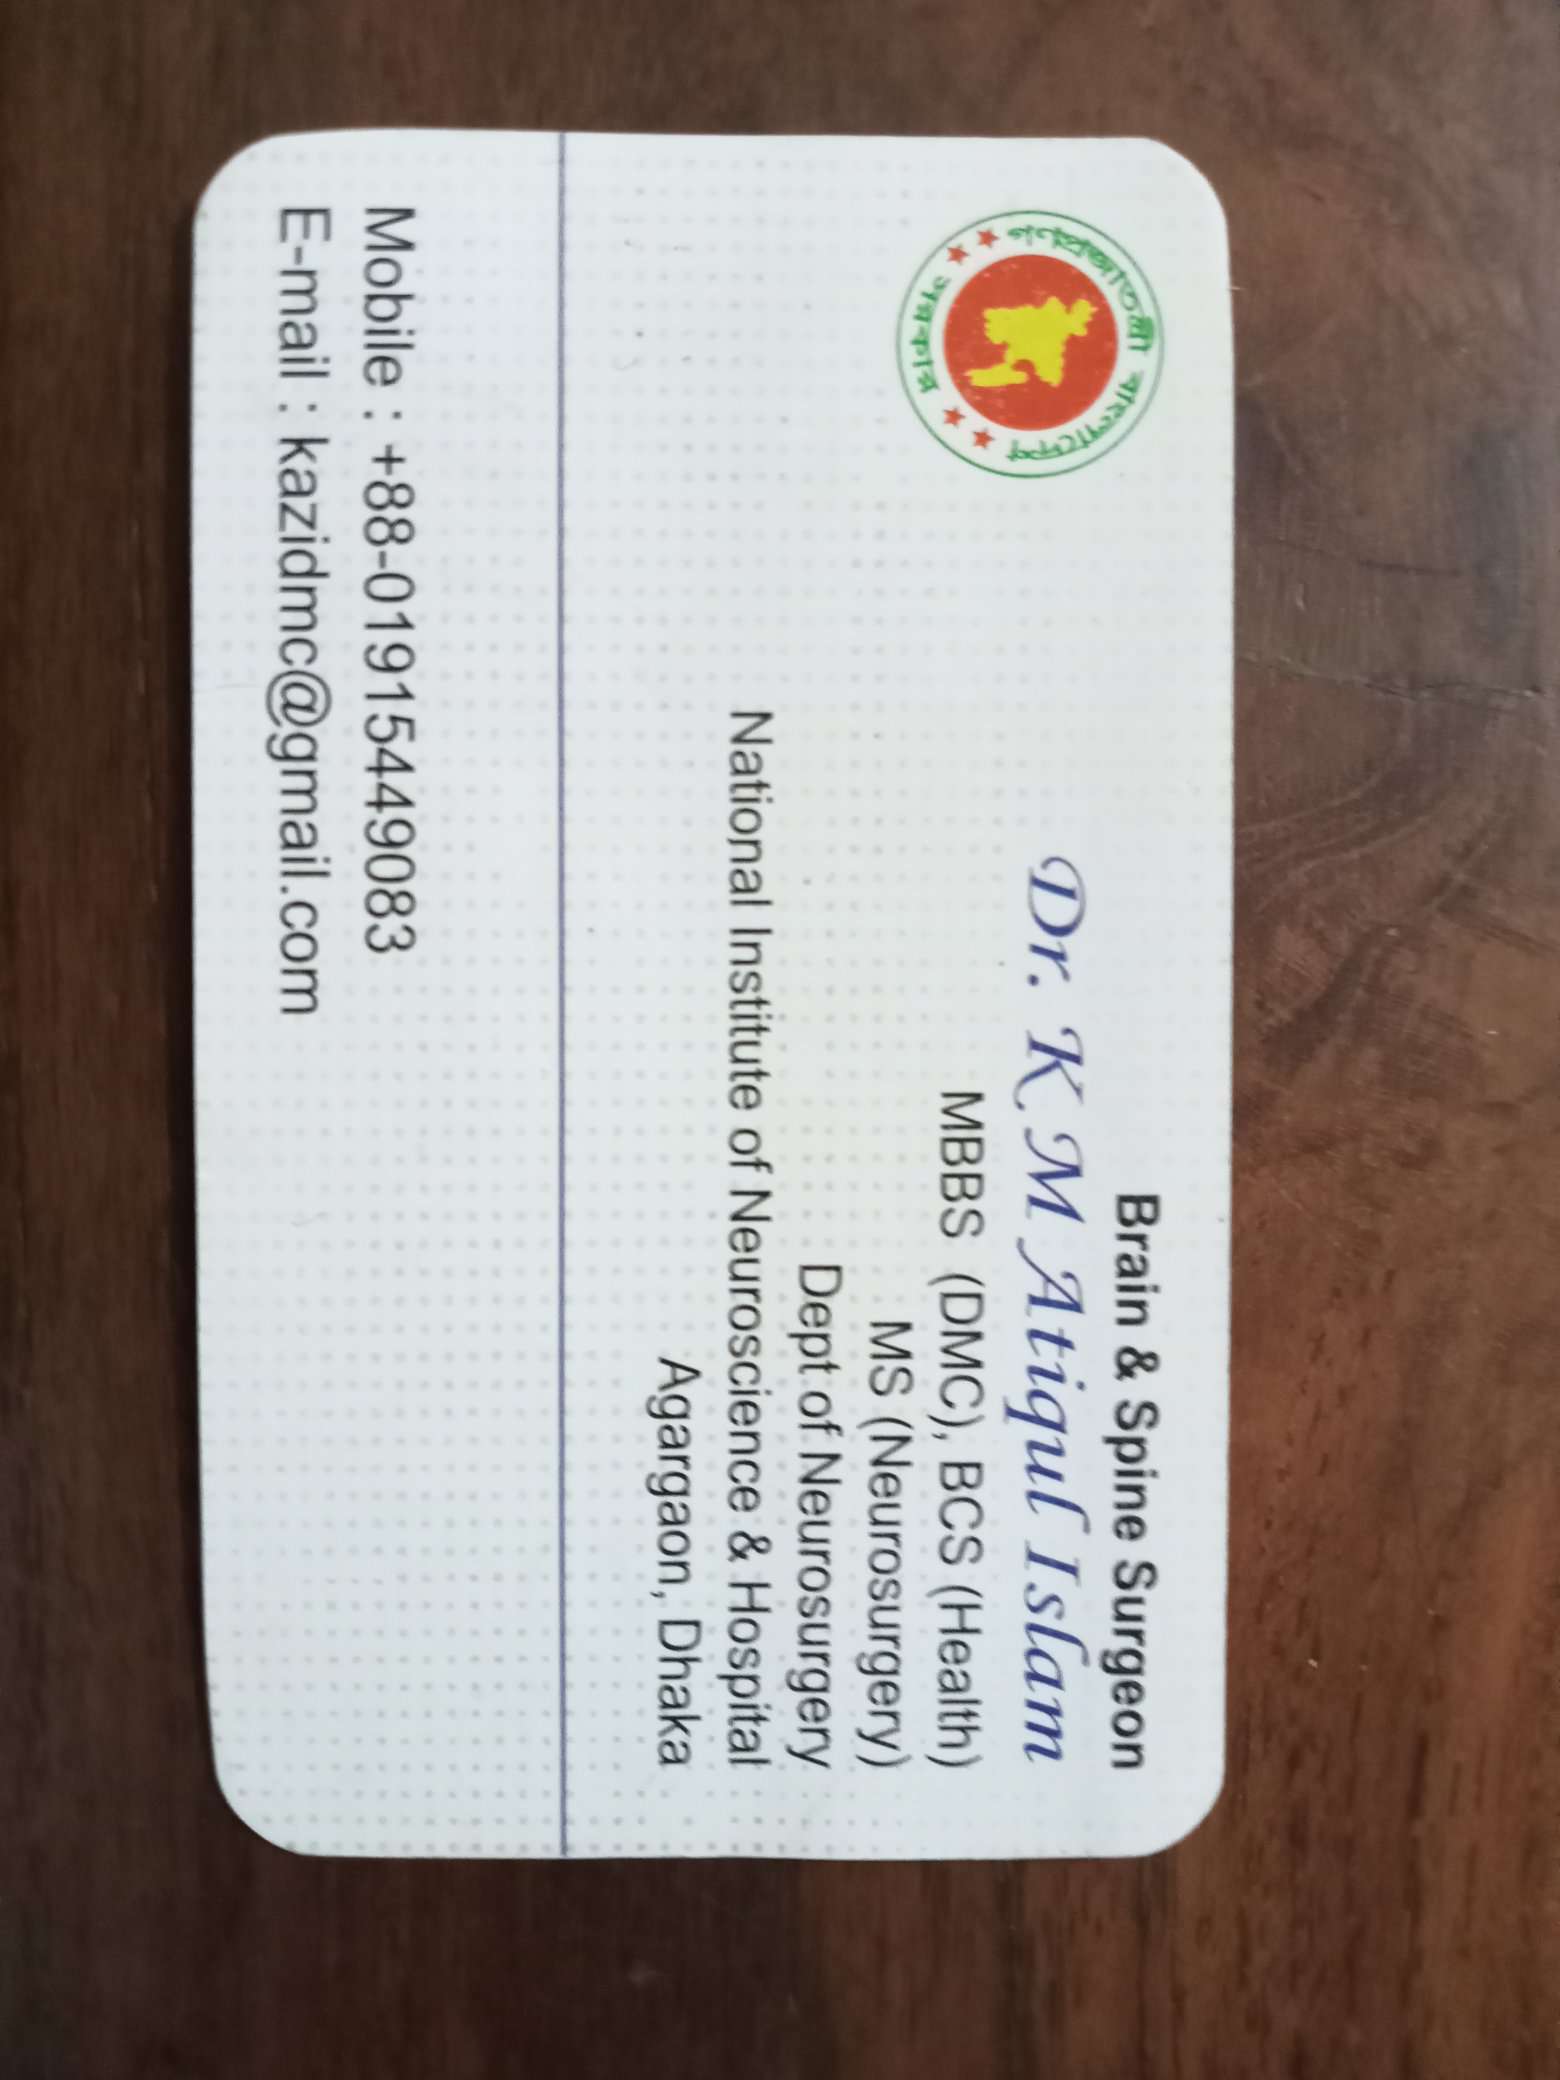 গণপ্রজাতন্ত্রী বাংলাদেশ
সরকার
Brain & Spine Surgeon
Dr. K M Atiqul Islam
MBBS (DMC), BCS (Health)
MS (Neurosurgery)
Dept of Neurosurgery
National Institute of Neuroscience & Hospital
Agargaon, Dhaka
Mobile : +88-01915449083
E-mail : kazidmc@gmail.com